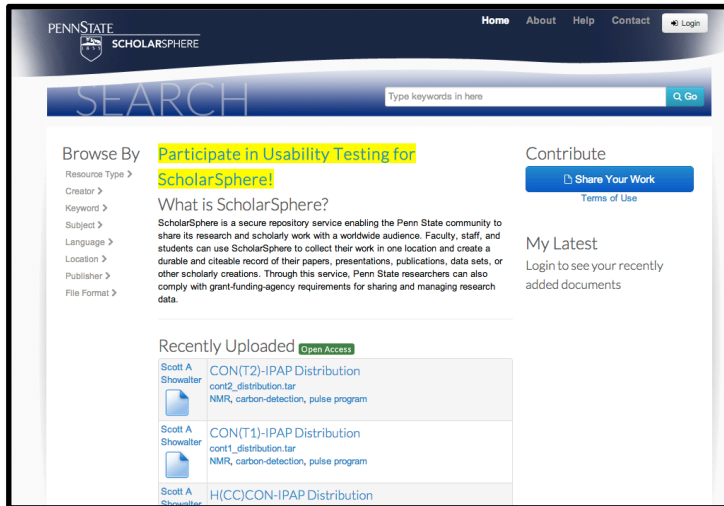 PENNSTATE
1855
SCHOLARSPHERE
Home About Help Contact Login
SEARCH
Type keywords in here
Go
Browse By
Resource Type
Creator
Keyword
Subject
Language
Location
Publisher
File Format
Participate in Usability Testing for
ScholarSphere!
What is ScholarSphere?
ScholarSphere is a secure repository service enabling the Penn State community to
share its research and scholarly work with a worldwide audience. Faculty, staff, and
students can use ScholarSphere to collect their work in one location and create a
durable and citeable record of their papers, presentations, publications, data sets, or
other scholarly creations. Through this service, Penn State researchers can also
comply with grant-funding-agency requirements for sharing and managing research
data.
Recently Uploaded Open Access
Scott A
Showalter
CON(T2)-IPAP Distribution
cont2_distribution.tar
NMR, carbon-detection, pulse program
Scott A
Showalter
CON(T1)-IPAP Distribution
cont1_distribution.tar
NMR, carbon-detection, pulse program
Scott A
Showalter
H(CC)CON-IPAP Distribution
Contribute
Share Your Work
Terms of Use
My Latest
Login to see your recently
added documents